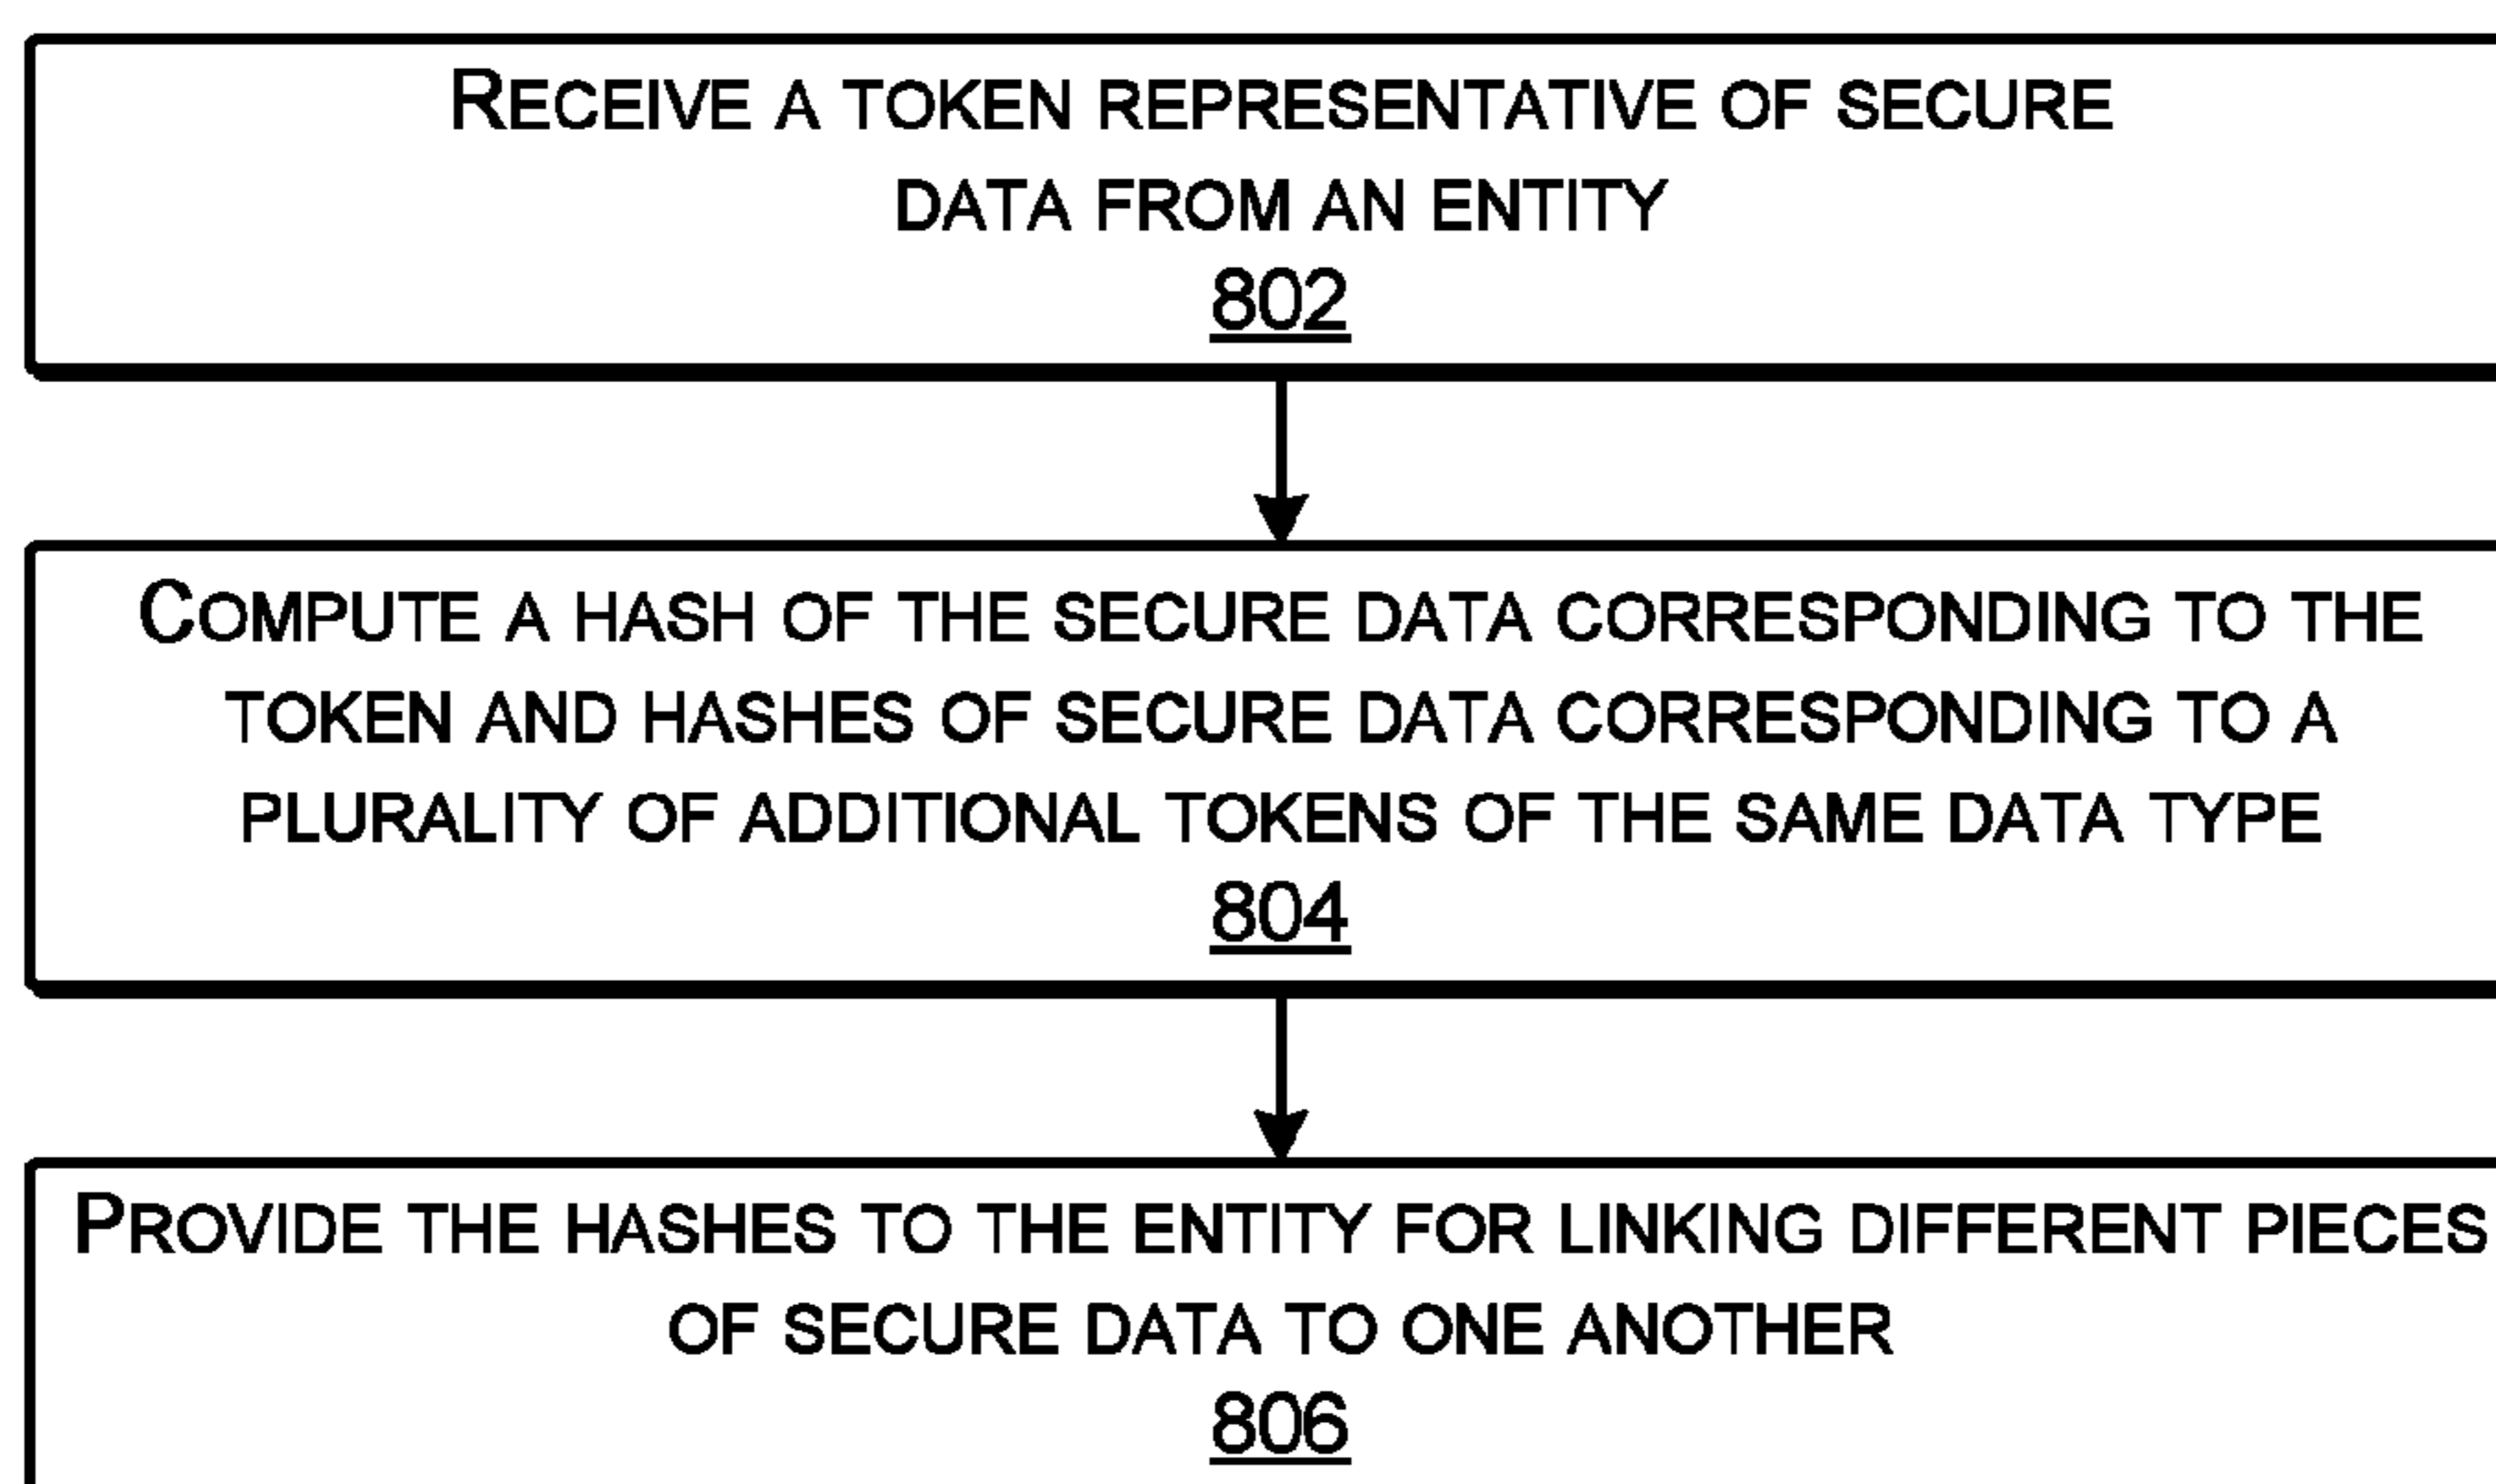 RECEIVE A TOKEN REPRESENTATIVE OF SECURE
DATA FROM AN ENTITY
802
COMPUTE A HASH OF THE SECURE DATA CORRESPONDING TO THE
TOKEN AND HASHES OF SECURE DATA CORRESPONDING TO A
PLURALITY OF ADDITIONAL TOKENS OF THE SAME DATA TYPE
804
PROVIDE THE HASHES TO THE ENTITY FOR LINKING DIFFERENT PIECES
OF SECURE DATA TO ONE ANOTHER
806